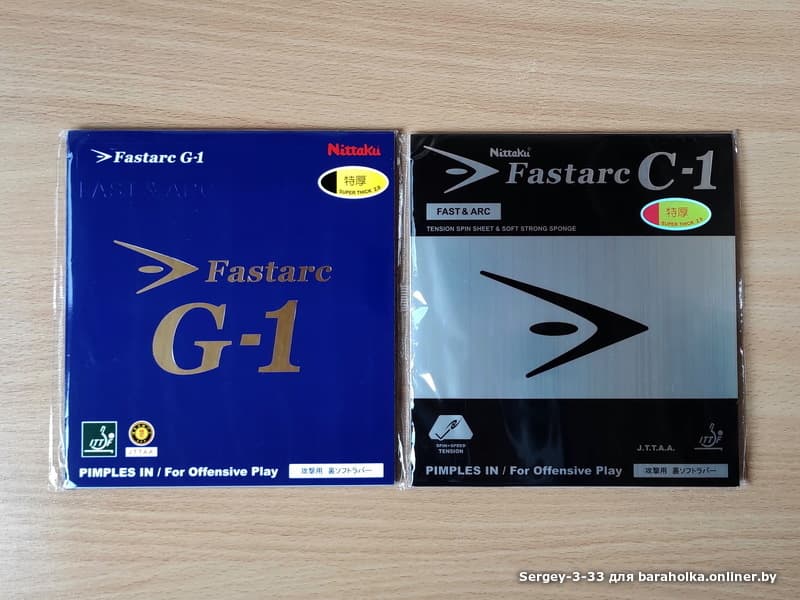 Fastarc G-1
Nittaku
特厚
SUPER THICK 2.0
FAST & ARC
Fastarc
G-1
ITTF
J.T.T.A.A.
PIMPLES IN / For Offensive Play
攻撃用 裏ソフトラバー
Nittaku
Fastarc C-1
FAST & ARC
特厚
SUPER THICK 2.0
TENSION SPIN SHEET & SOFT STRONG SPONGE
SPIN+SPEED
TENSION
J.T.T.A.A.
ITTF
PIMPLES IN / For Offensive Play
攻撃用 裏ソフトラバー
Sergey-3-33 для baraholka.onliner.by